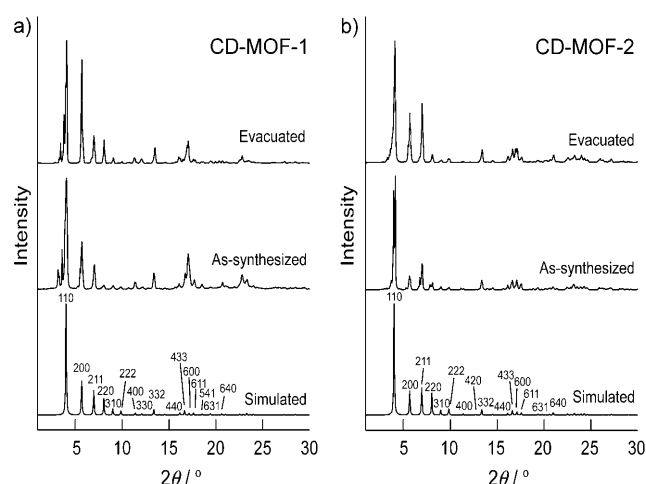 a)
CD-MOF-1
Evacuated
As-synthesized
Simulated
Intensity
110
200
211
220
310
222
400
330
332
440
433
600
611
541
631
640
5 10 15 20 25 30
2θ / °
b)
CD-MOF-2
Evacuated
As-synthesized
Simulated
Intensity
110
200
211
220
310
222
400
420
332
440
433
600
611
631
640
5 10 15 20 25 30
2θ / °